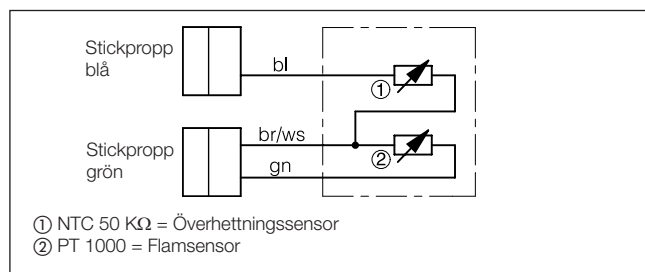 Stickpropp
blå
bl
①
Stickpropp
grön
br/ws
gn
②
① NTC 50 KΩ = Överhettningssensor
② PT 1000 = Flamsensor